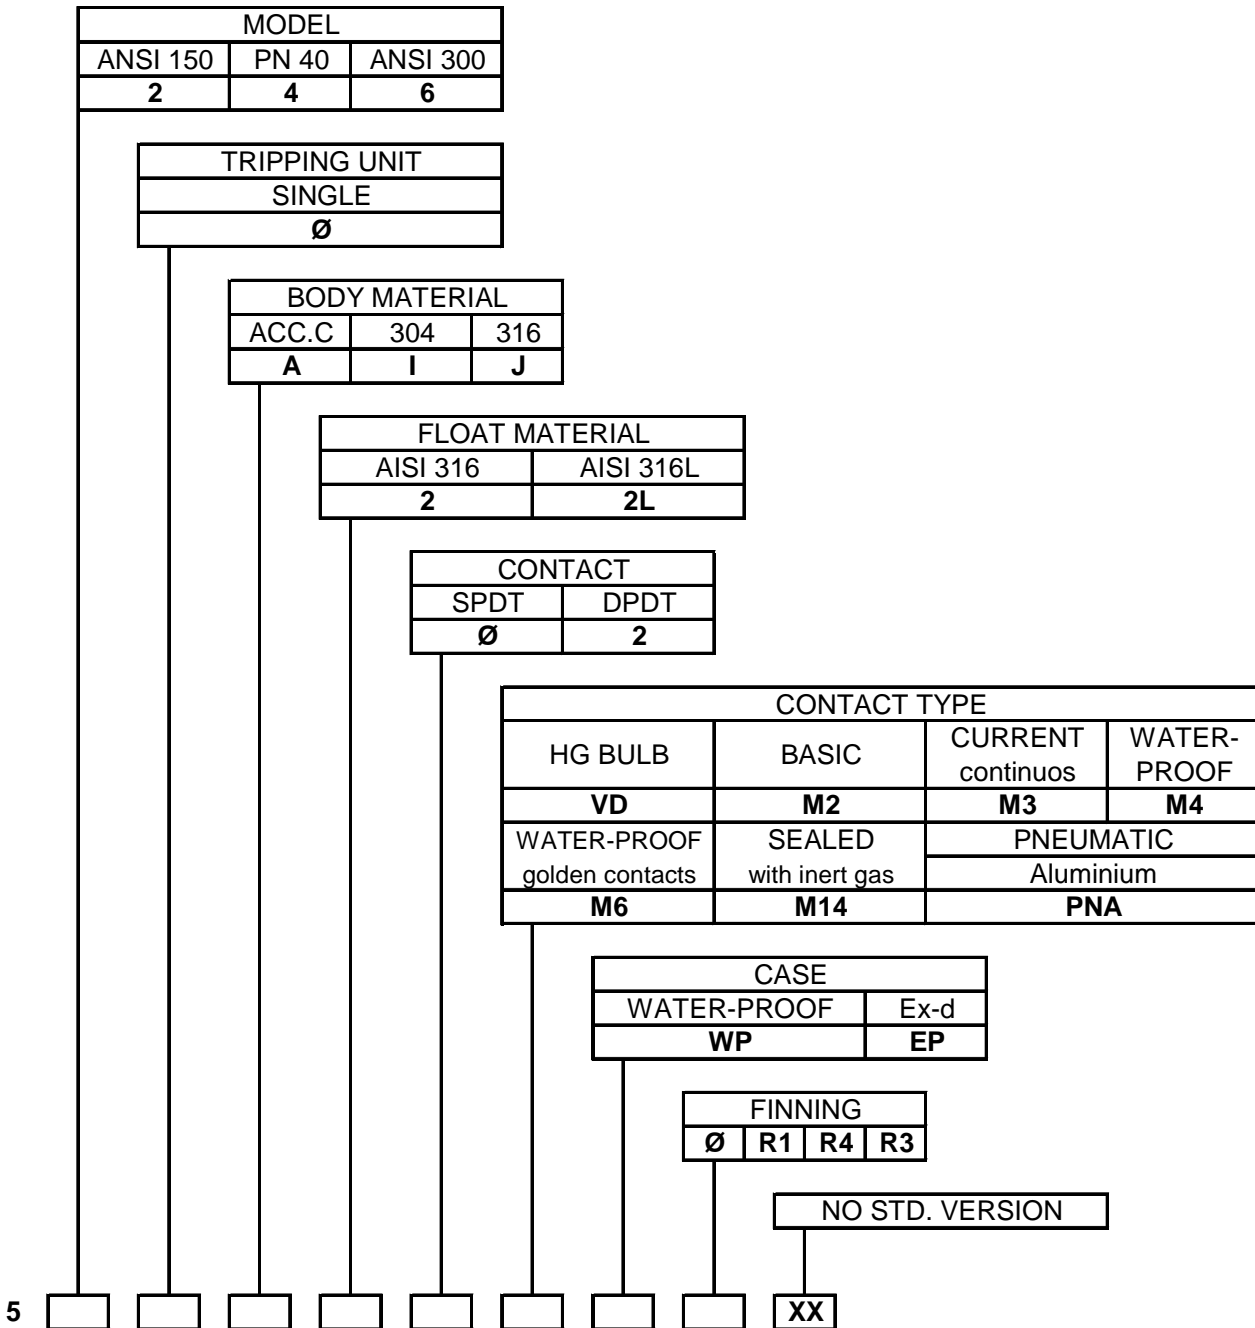 MODEL
ANSI 150 PN 40 ANSI 300
2 4 6
TRIPPING UNIT
SINGLE
Ø
BODY MATERIAL
ACC.C 304 316
A I J
FLOAT MATERIAL
AISI 316 AISI 316L
2 2L
CONTACT
SPDT DPDT
Ø 2
CONTACT TYPE
HG BULB BASIC CURRENT continuos WATER-PROOF
VD M2 M3 M4
WATER-PROOF golden contacts SEALED with inert gas PNEUMATIC
Aluminium
M6 M14 PNA
CASE
WATER-PROOF Ex-d
WP EP
FINNING
Ø R1 R4 R3
NO STD. VERSION
5 XX